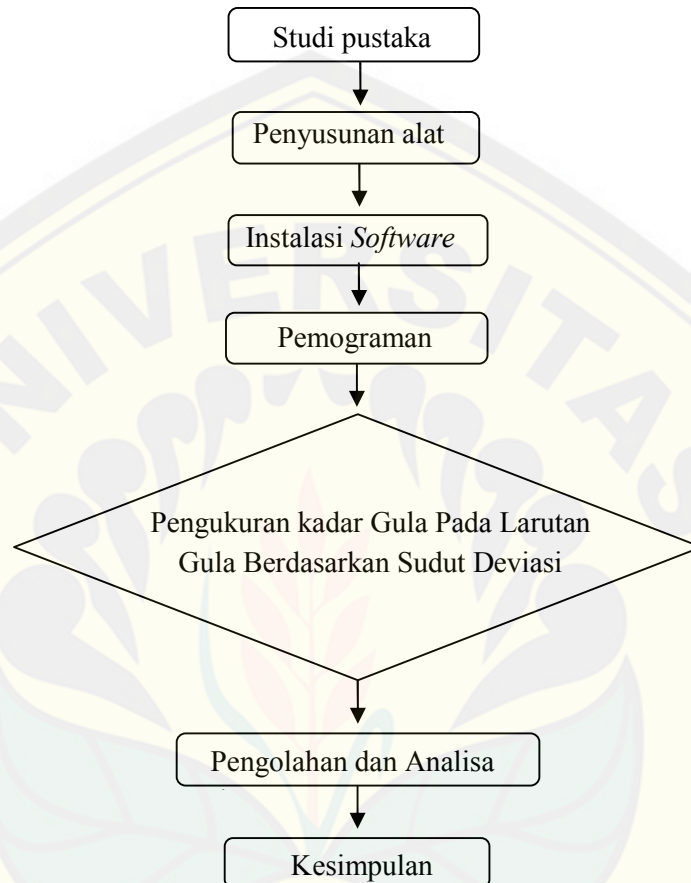 Studi pustaka
Penyusunan alat
Instalasi Software
Pemograman
UNIVERSITAS
Pengukuran kadar Gula Pada Larutan
Gula Berdasarkan Sudut Deviasi
Pengolahan dan Analisa
Kesimpulan